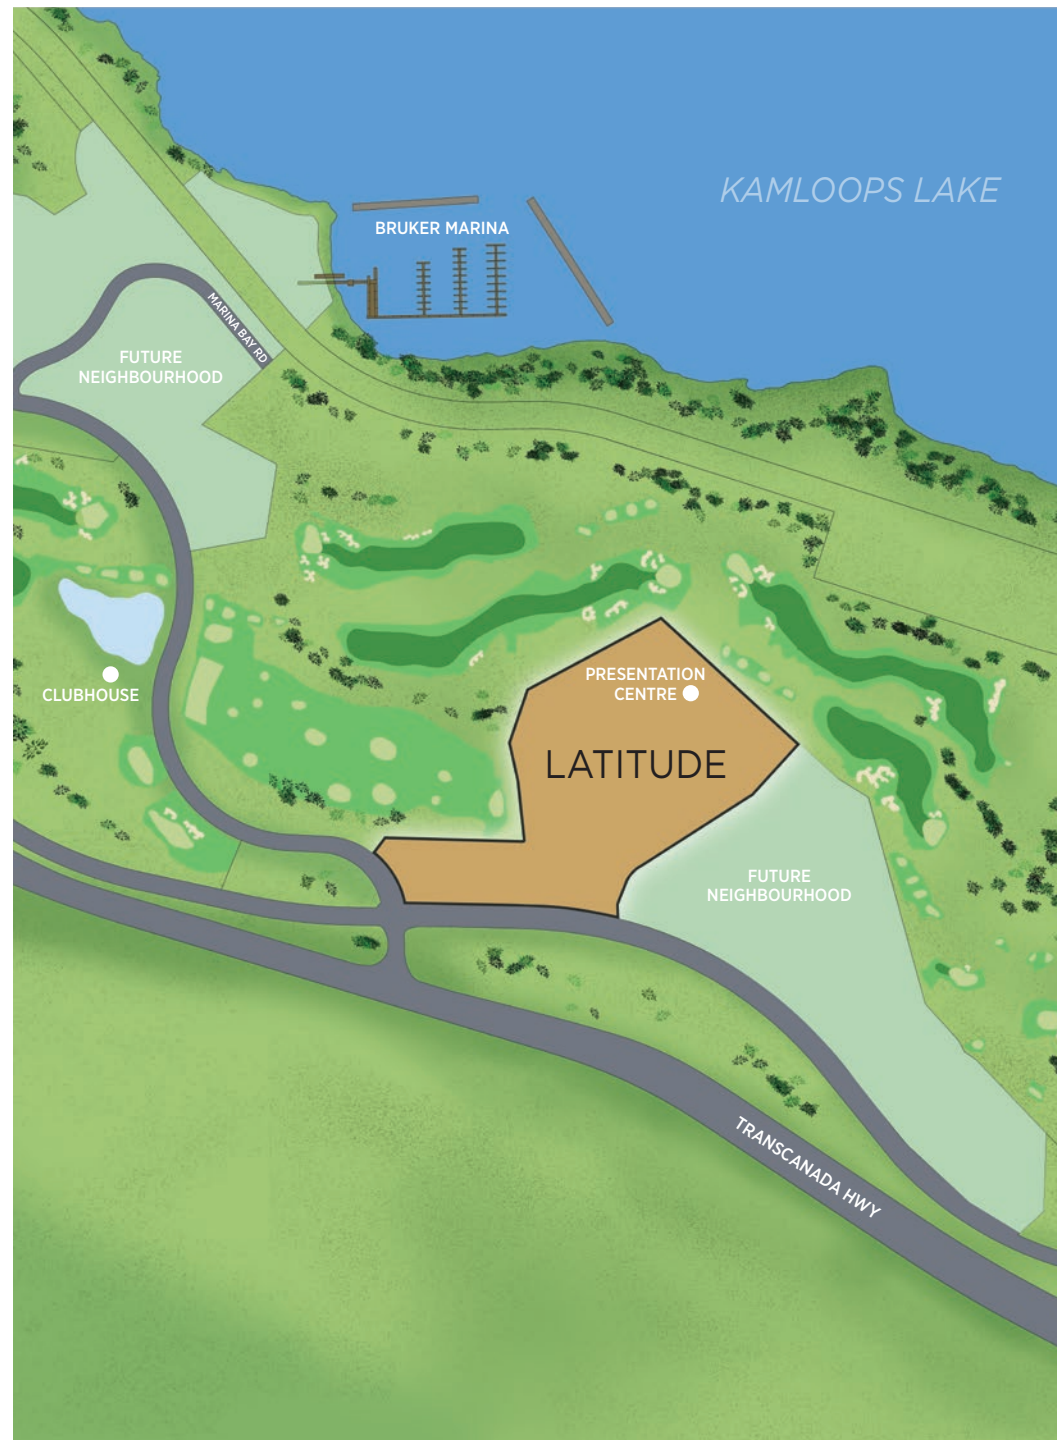 KAMLOOPS LAKE
BRUKER MARINA
MARINA BAY RD
FUTURE
NEIGHBOURHOOD
PRESENTATION
CENTRE
CLUBHOUSE
LATITUDE
FUTURE
NEIGHBOURHOOD
TRANSCANADA HWY